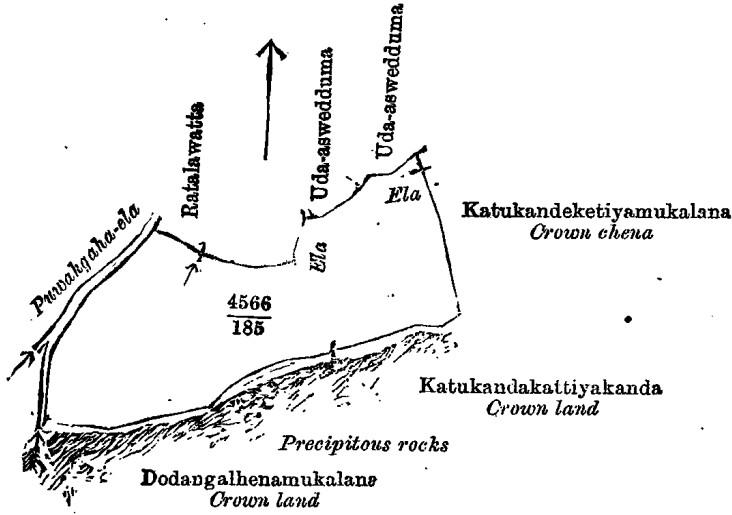 Uda-aswedduma
Uda-aswedduma
Ratalawatta
Ela
Katukandeketiyamukalana
Crown chena
Puwakgaha-ela
Ela
4566
185
Katukandakattiyakanda
Crown land
Precipitous rocks
Dodangalhenamukalana
Crown land